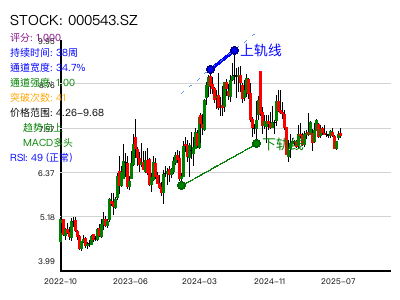 STOCK: 000543.SZ
评分: 1.000
持续时间: 38周
通道宽度: 34.7%
通道强度: 1.00
突破次数: 41
价格范围: 4.26-9.68
趋势向上
MACD多头
RSI: 49 (正常)
上轨线
下轨线
6.37
5.18
3.99
2022-10
2023-06
2024-03
2024-11
2025-07